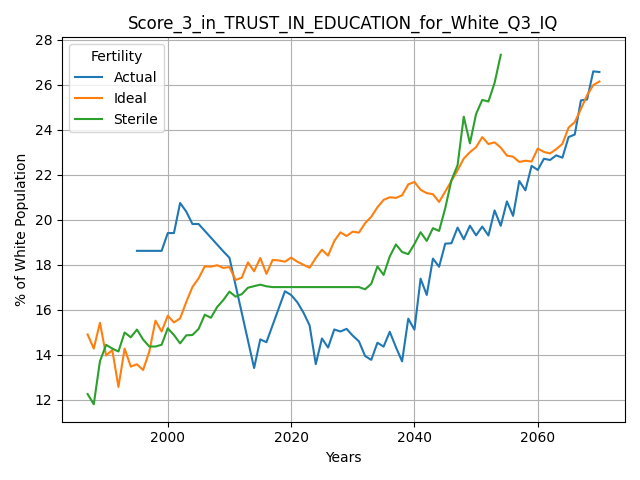 Score_3_in_TRUST_IN_EDUCATION_for_White_Q3_IQ
28
26
24
22
20
18
16
14
12
% of White Population
Fertility
Actual
Ideal
Sterile
2000
2020
2040
2060
Years